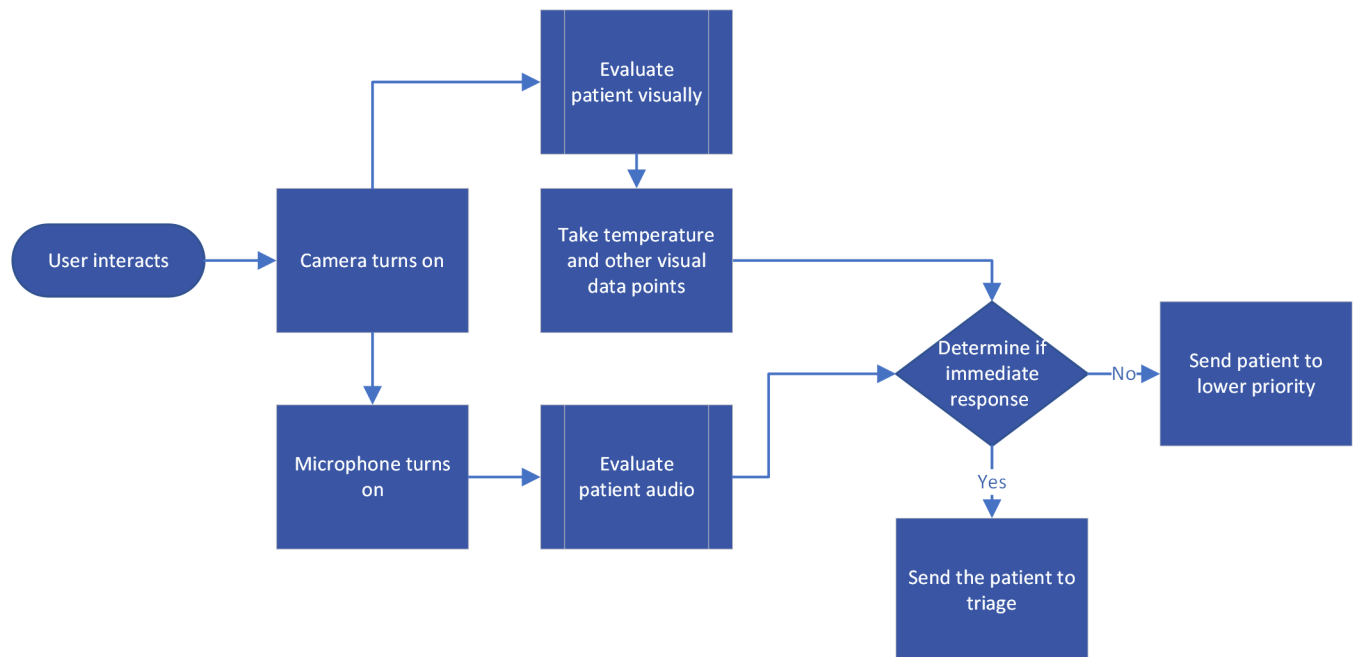 Evaluate
patient visually
User interacts
Camera turns on
Take temperature
and other visual
data points
Determine if
immediate
response
No
Send patient to
lower priority
Microphone turns
on
Evaluate
patient audio
Yes
Send the patient to
triage